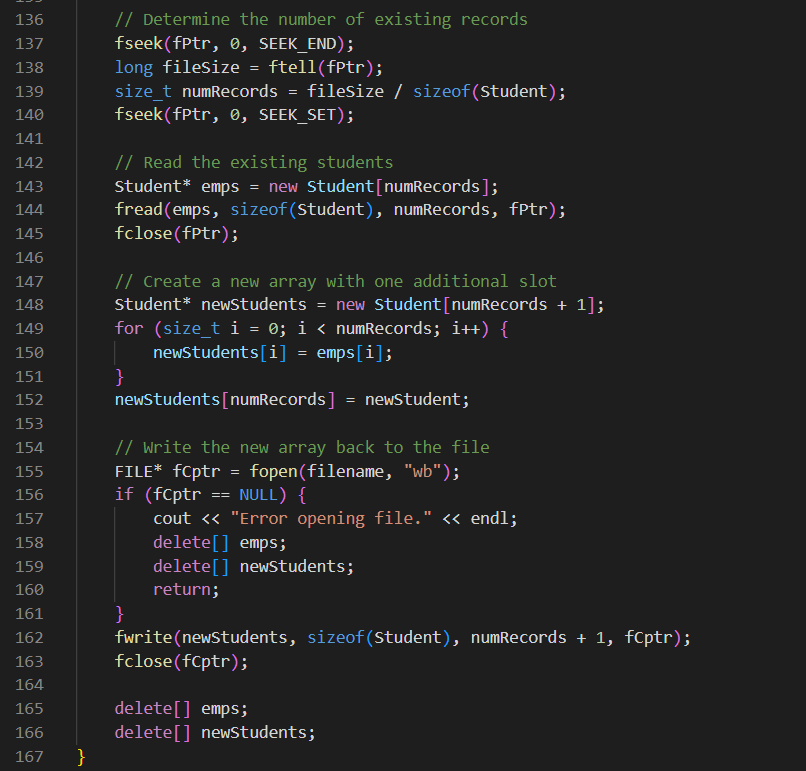 136 // Determine the number of existing records
137 fseek(fPtr, 0, SEEK_END);
138 long fileSize = ftell(fPtr);
139 size_t numRecords = fileSize / sizeof(Student);
140 fseek(fPtr, 0, SEEK_SET);
141
142 // Read the existing students
143 Student* emps = new Student[numRecords];
144 fread(emps, sizeof(Student), numRecords, fPtr);
145 fclose(fPtr);
146
147 // Create a new array with one additional slot
148 Student* newStudents = new Student[numRecords + 1];
149 for (size_t i = 0; i < numRecords; i++) {
150 newStudents[i] = emps[i];
151 }
152 newStudents[numRecords] = newStudent;
153
154 // Write the new array back to the file
155 FILE* fCptr = fopen(filename, "wb");
156 if (fCptr == NULL) {
157 cout << "Error opening file." << endl;
158 delete[] emps;
159 delete[] newStudents;
160 return;
161 }
162 fwrite(newStudents, sizeof(Student), numRecords + 1, fCptr);
163 fclose(fCptr);
164
165 delete[] emps;
166 delete[] newStudents;
167 }